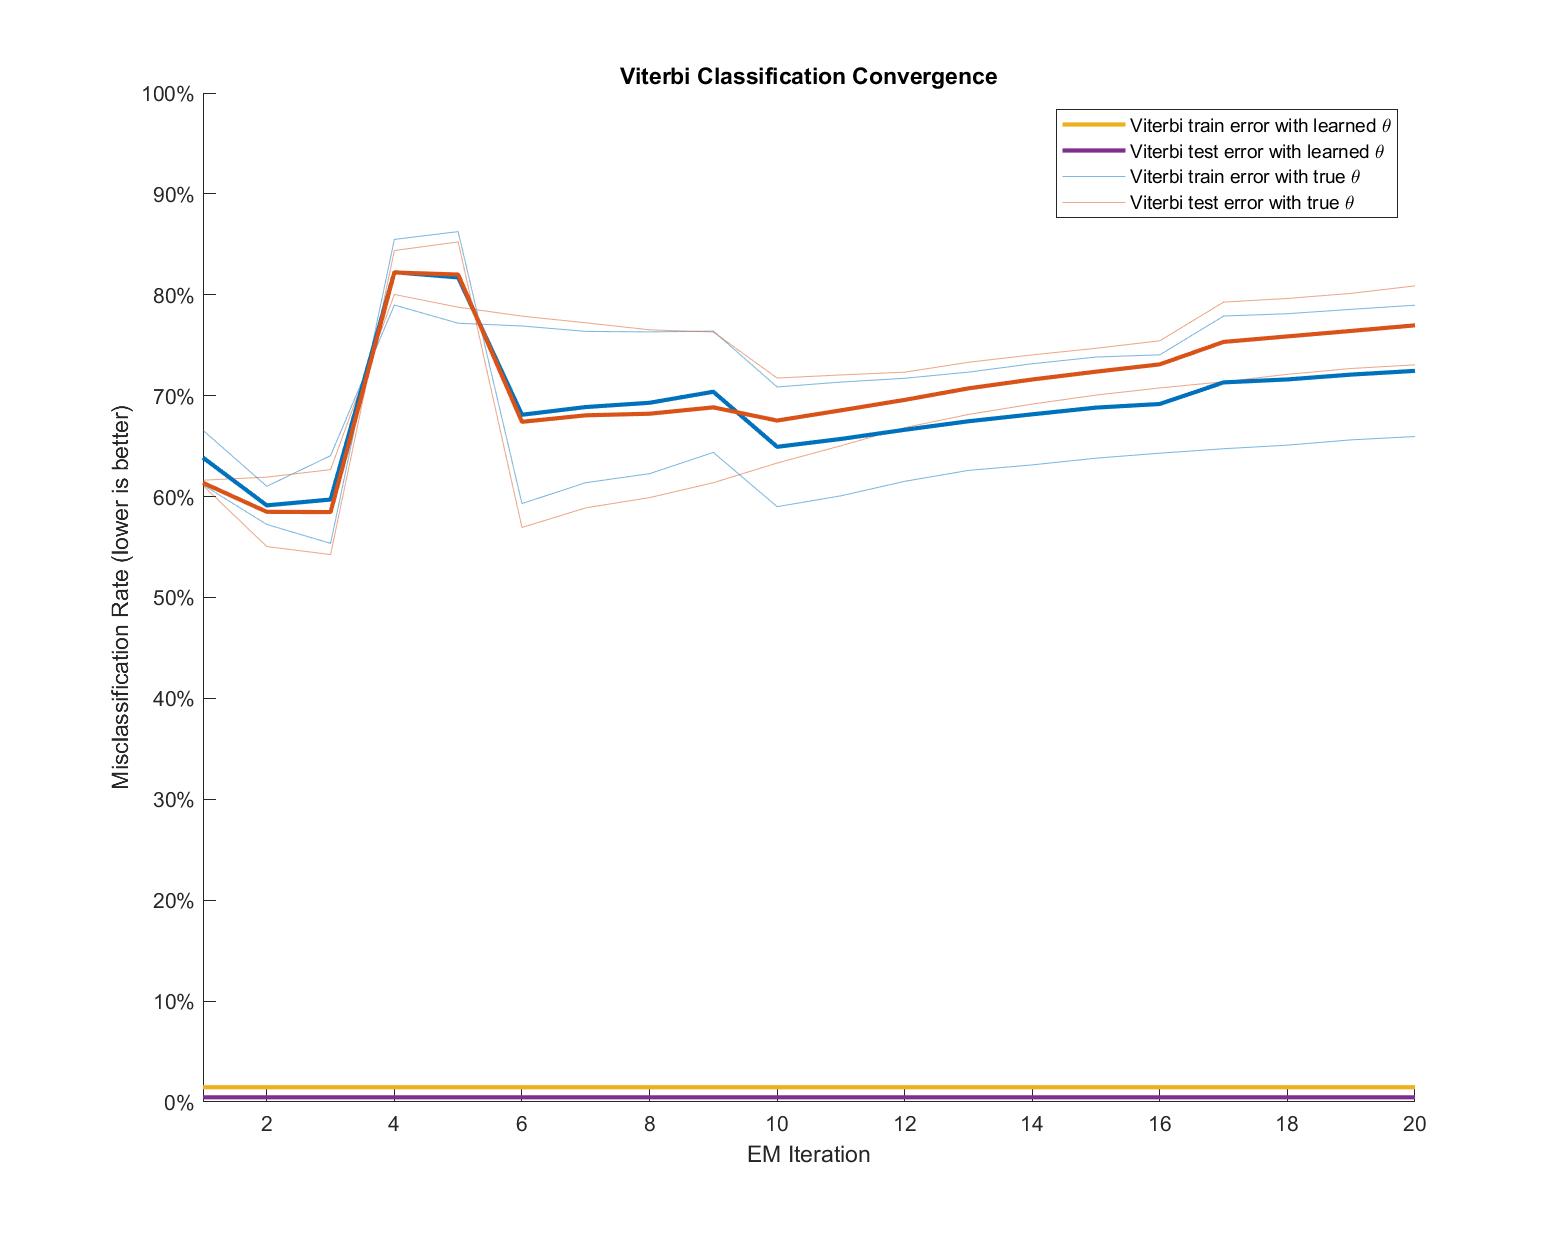 Viterbi Classification Convergence
100%
90%
80%
70%
60%
50%
40%
30%
20%
10%
0%
Misclassification Rate (lower is better)
Viterbi train error with learned θ
Viterbi test error with learned θ
Viterbi train error with true θ
Viterbi test error with true θ
2 4 6 8 10 12 14 16 18 20
EM Iteration